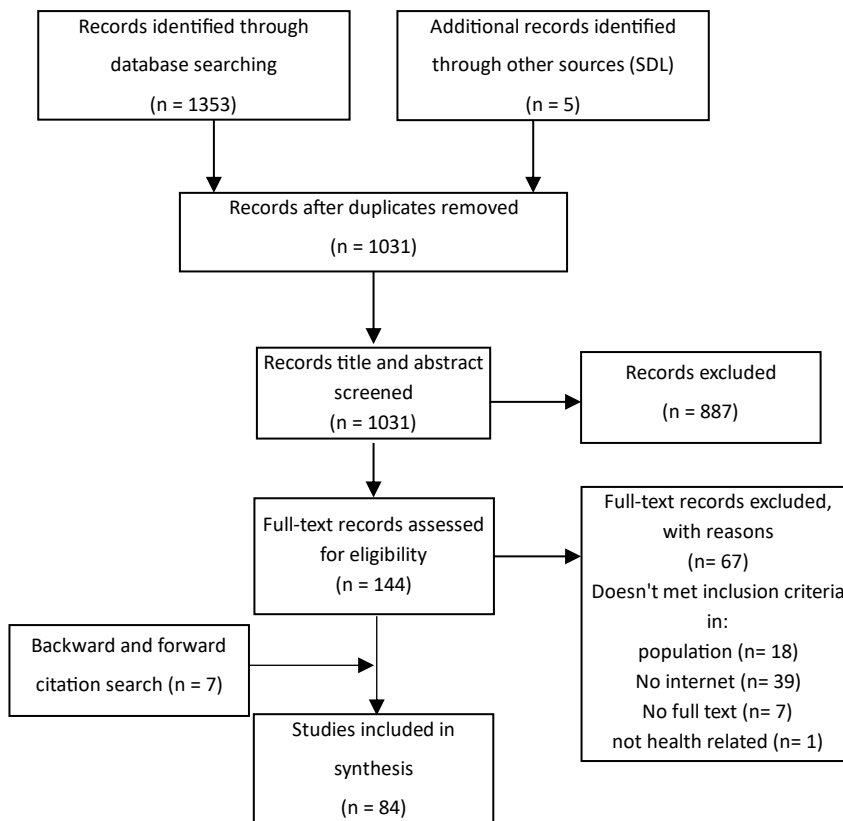 Records identified through
database searching
(n = 1353)
Additional records identified
through other sources (SDL)
(n = 5)
Records after duplicates removed
(n = 1031)
Records title and abstract
screened
(n = 1031)
Records excluded
(n = 887)
Full-text records assessed
for eligibility
(n = 144)
Full-text records excluded,
with reasons
(n= 67)
Doesn't met inclusion criteria
in:
population (n= 18)
No internet (n= 39)
No full text (n= 7)
not health related (n= 1)
Backward and forward
citation search (n = 7)
Studies included in
synthesis
(n = 84)